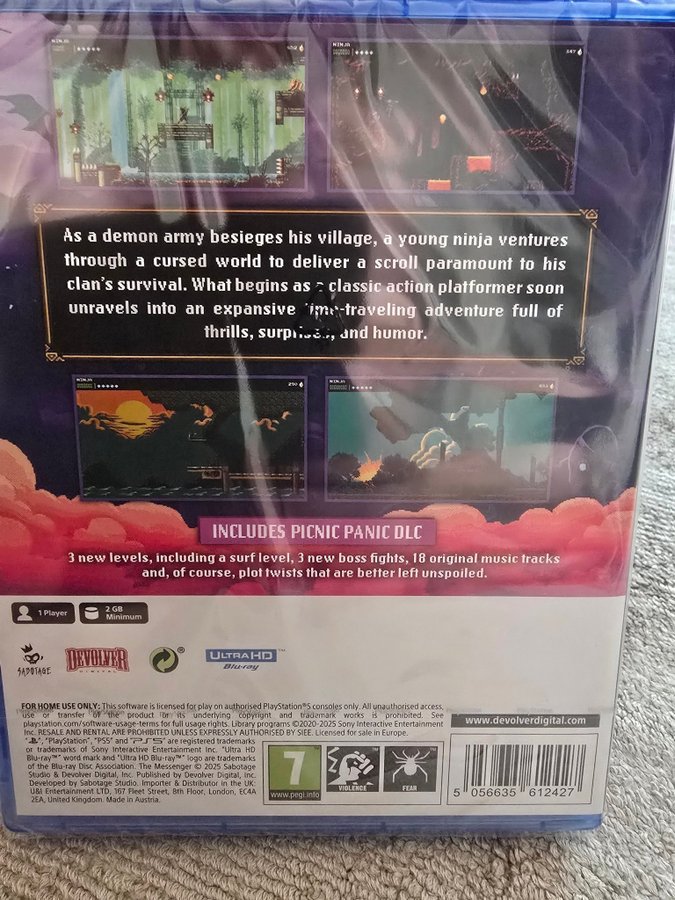 NINJA
NINJA
347
As a demon army besieges his village, a young ninja ventures
through a cursed world to deliver a scroll paramount to his
clan's survival. What begins as classic action platformer soon
unravels into an expansive time-traveling adventure full of
thrills, surprises, and humor.
NINJA
250
NINJA
INCLUDES PICNIC PANIC DLC
3 new levels, including a surf level, 3 new boss fights, 18 original music tracks
and, of course, plot twists that are better left unspoiled.
1 Player
2 GB
Minimum
SABOTAGE
DEVOLVER
DIGITAL
®
ULTRA HD™
Blu-ray
FOR HOME USE ONLY: This software is licensed for play on authorised PlayStation®5 consoles only. All unauthorised access,
use or transfer of the product or its underlying copyright and trademark works is prohibited. See
playstation.com/software-usage-terms for full usage rights. Library programs ©2020-2025 Sony Interactive Entertainment
Inc. RESALE AND RENTAL ARE PROHIBITED UNLESS EXPRESSLY AUTHORISED BY SIEE. Licensed for sale in Europe.
", "PlayStation", "PS5" and "PS5" are registered trademarks
or trademarks of Sony Interactive Entertainment Inc. "Ultra HD
Blu-ray™" word mark and "Ultra HD Blu-ray™" logo are trademarks
of the Blu-ray Disc Association. The Messenger © 2025 Sabotage
Studio & Devolver Digital, Inc. Published by Devolver Digital, Inc.
Developed by Sabotage Studio. Importer & Distributor in the UK:
U&I Entertainment LTD, 167 Fleet Street, 8th Floor, London, EC4A
2EA, United Kingdom. Made in Austria.
www.devolverdigital.com
7
www.pegi.info
VIOLENCE
FEAR
5 056635 612427